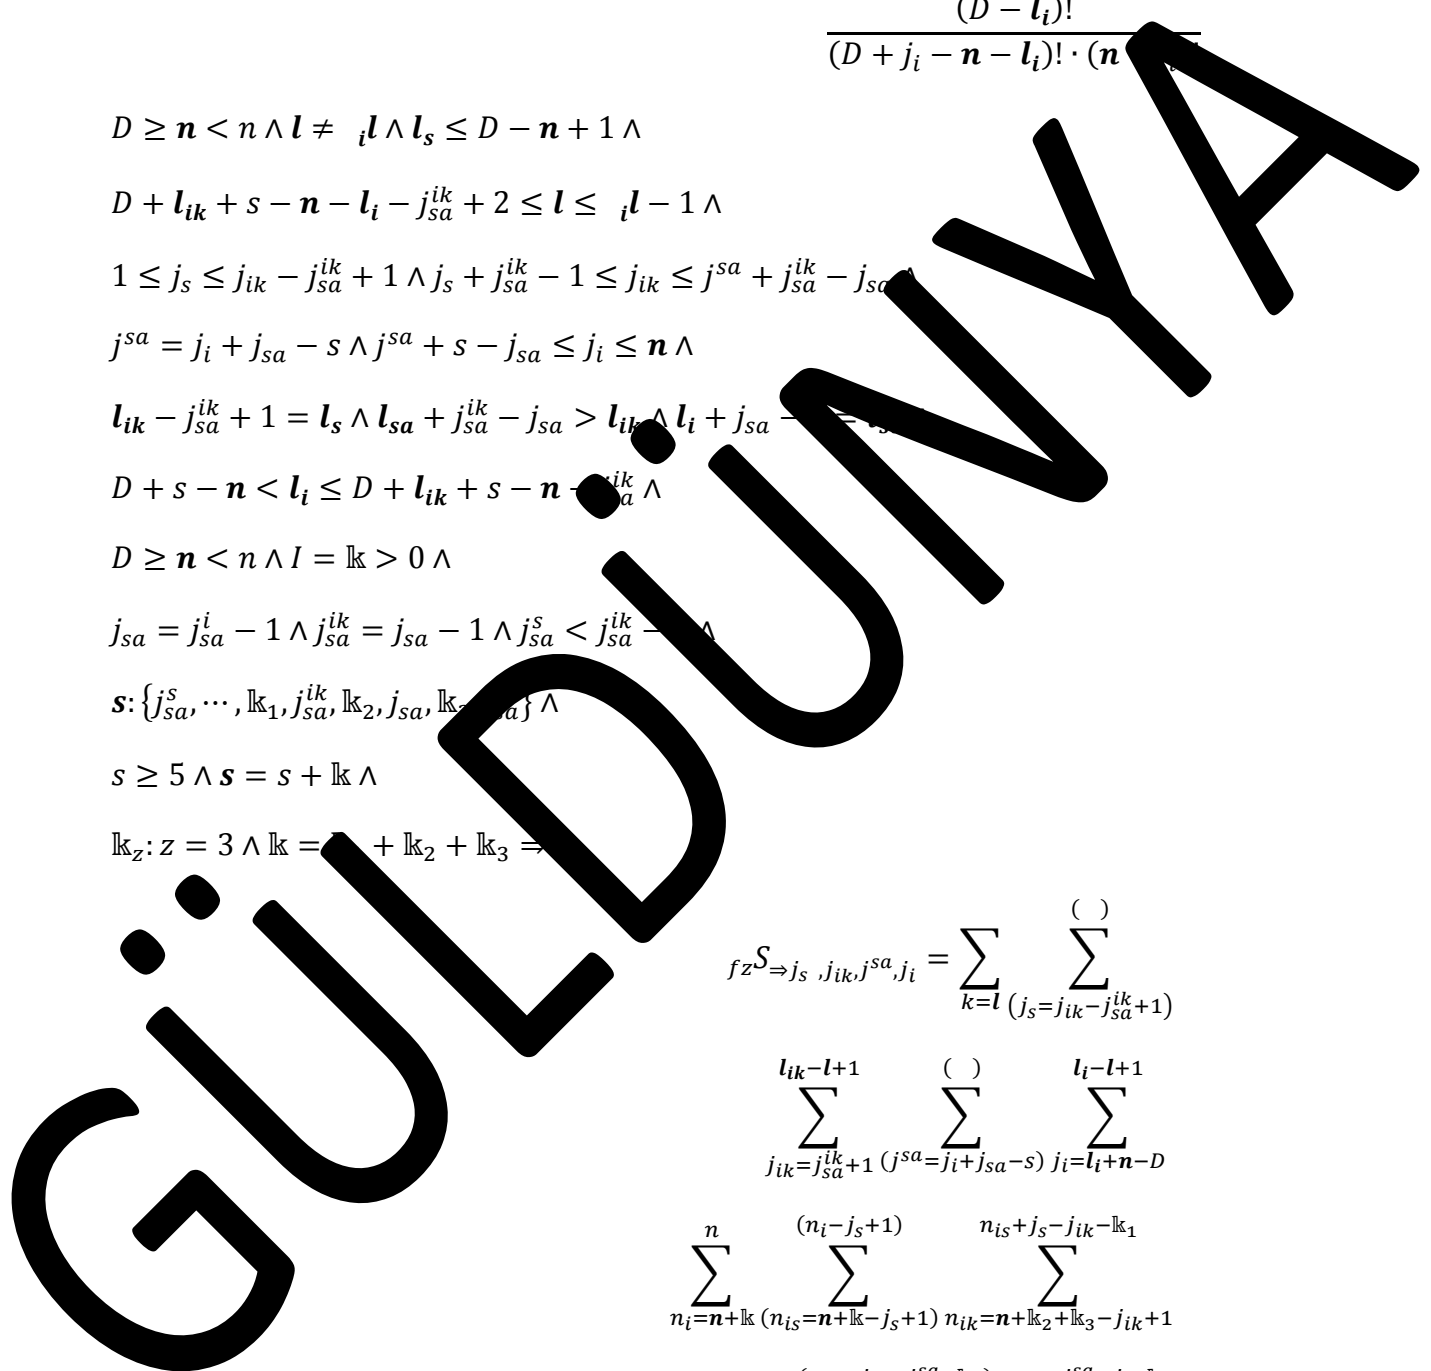 (D − l_i)!
(D + j_i − n − l_i)! · (n
D ≥ n < n ∧ l ≠ _il ∧ l_s ≤ D − n + 1 ∧
D + l_ik + s − n − l_i − j_sa^ik + 2 ≤ l ≤ _il − 1 ∧
1 ≤ j_s ≤ j_ik − j_sa^ik + 1 ∧ j_s + j_sa^ik − 1 ≤ j_ik ≤ j^sa + j_sa^ik − j_sa ∧
j^sa = j_i + j_sa − s ∧ j^sa + s − j_sa ≤ j_i ≤ n ∧
l_ik − j_sa^ik + 1 = l_s ∧ l_sa + j_sa^ik − j_sa > l_ik ∧ l_i + j_sa −
D + s − n < l_i ≤ D + l_ik + s − n −
D ≥ n < n ∧ I = 𝕜 > 0 ∧
j_sa = j_sa^i − 1 ∧ j_sa^ik = j_sa − 1 ∧ j_sa^s < j_sa^ik − ∧
s: {j_sa^s, ⋯, 𝕜_1, j_sa^ik, 𝕜_2, j_sa, 𝕜 } ∧
s ≥ 5 ∧ s = s + 𝕜 ∧
𝕜_z: z = 3 ∧ 𝕜 = + 𝕜_2 + 𝕜_3 ⇒
GÜLDÜNYA
( )
_fzS_⇒j_s ,j_ik,j^sa,j_i = ∑ ∑
k=l (j_s=j_ik−j_sa^ik+1)
l_ik−l+1 ( ) l_i−l+1
∑ ∑ ∑
j_ik=j_sa^ik+1 (j^sa=j_i+j_sa−s) j_i=l_i+n−D
n (n_i−j_s+1) n_is+j_s−j_ik−𝕜_1
∑ ∑ ∑
n_i=n+𝕜 (n_is=n+𝕜−j_s+1) n_ik=n+𝕜_2+𝕜_3−j_ik+1